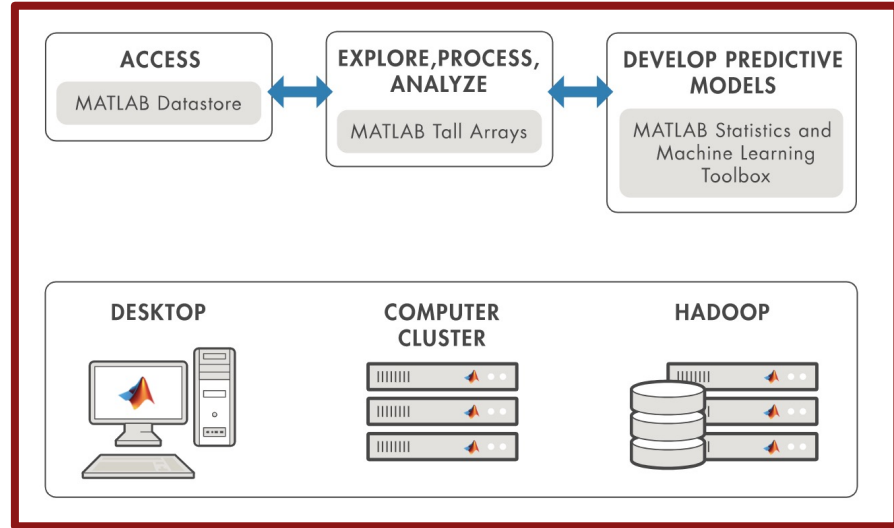 ACCESS
MATLAB Datastore
EXPLORE,PROCESS,
ANALYZE
MATLAB Tall Arrays
DEVELOP PREDICTIVE
MODELS
MATLAB Statistics and
Machine Learning
Toolbox
DESKTOP
COMPUTER
CLUSTER
HADOOP